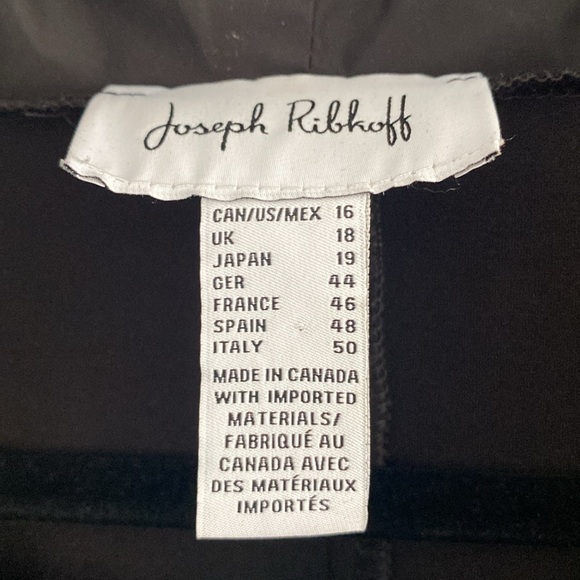 Joseph Ribkoff
CAN/US/MEX 16
UK 18
JAPAN 19
GER 44
FRANCE 46
SPAIN 48
ITALY 50
MADE IN CANADA
WITH IMPORTED
MATERIALS/
FABRIQUÉ AU
CANADA AVEC
DES MATÉRIAUX
IMPORTÉS